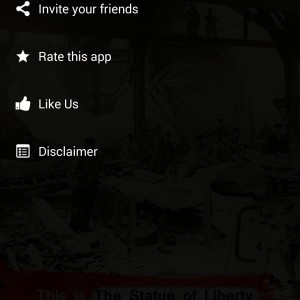 Invite your friends
Rate this app
Like Us
Disclaimer
This is The Statue of Liberty